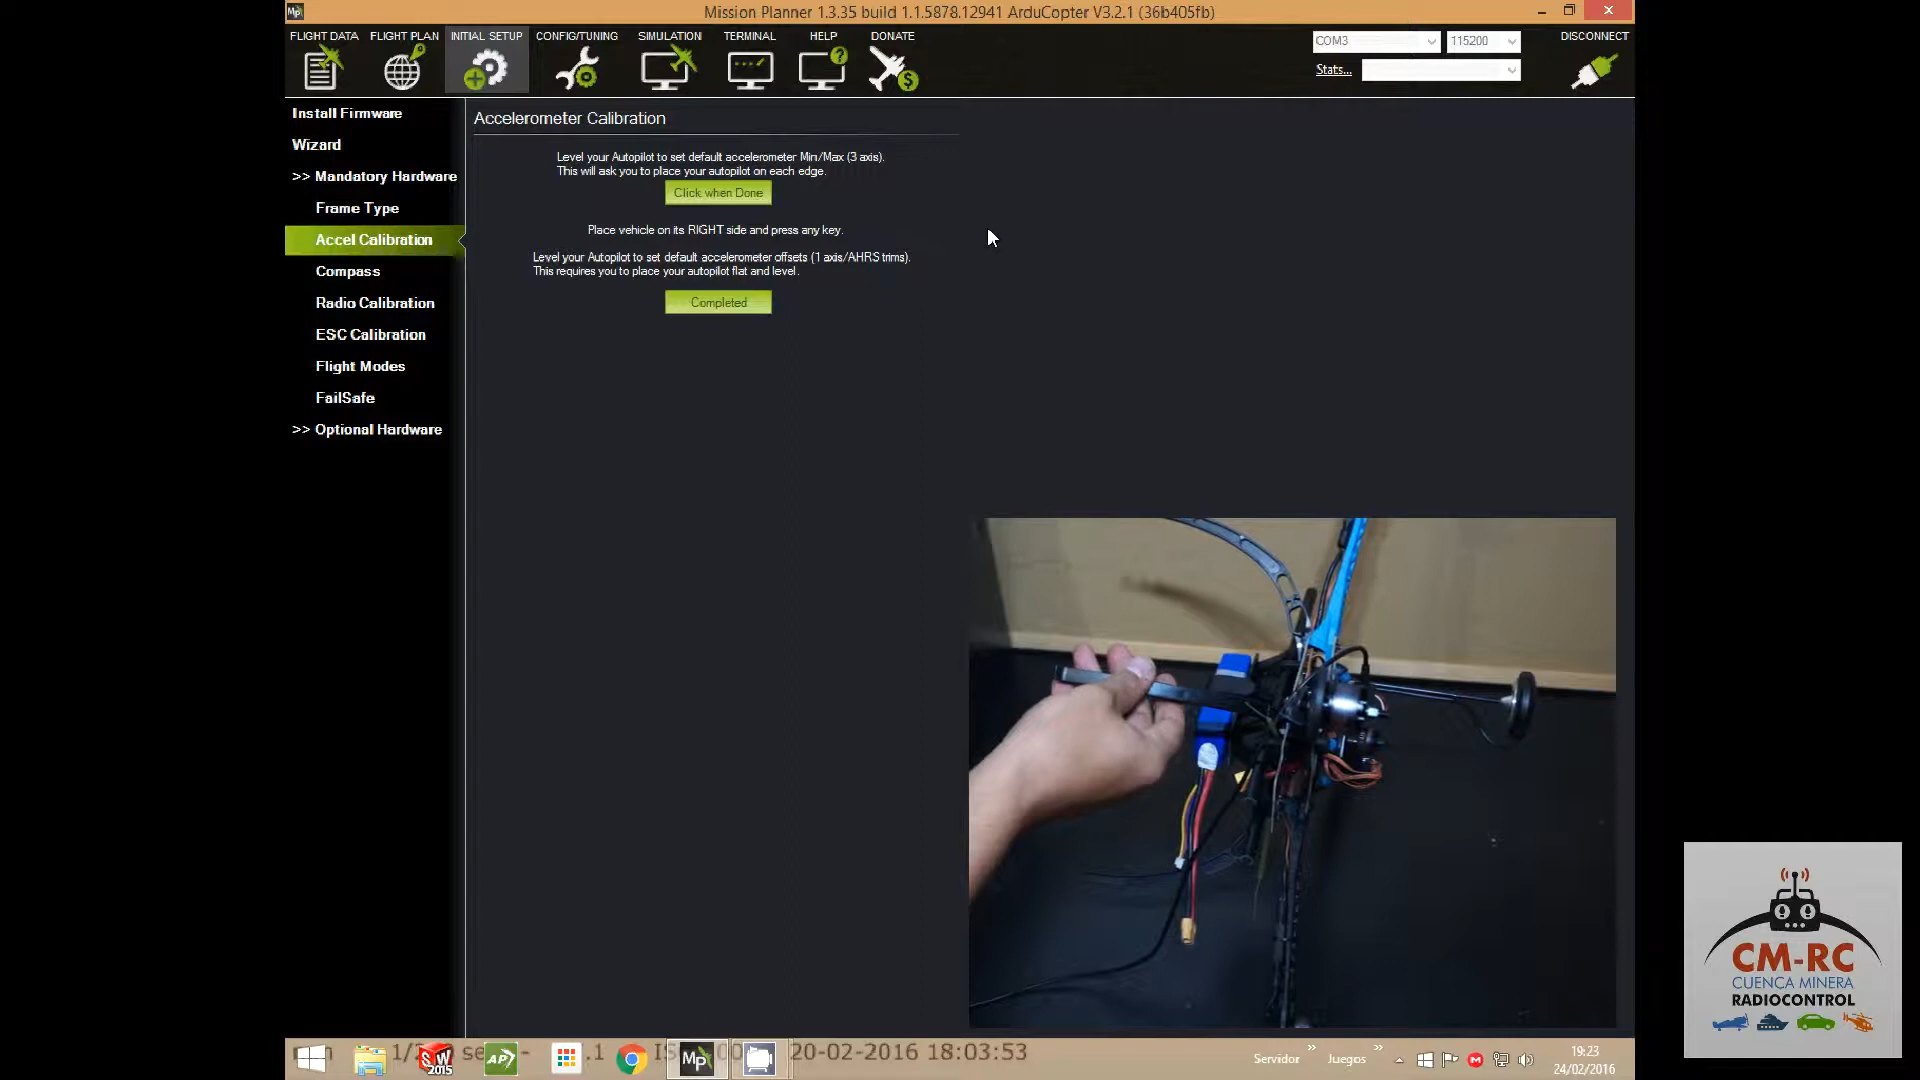 Mission Planner 1.3.35 build 1.1.5878.12941 ArduCopter V3.2.1 (36b405fb)
FLIGHT DATA
FLIGHT PLAN
INITIAL SETUP
CONFIG/TUNING
SIMULATION
TERMINAL
HELP
DONATE
COM3
115200
DISCONNECT
Stats...
Install Firmware
Wizard
>> Mandatory Hardware
Frame Type
Accel Calibration
Compass
Radio Calibration
ESC Calibration
Flight Modes
FailSafe
>> Optional Hardware
Accelerometer Calibration
Level your Autopilot to set default accelerometer Min/Max (3 axis).
This will ask you to place your autopilot on each edge.
Click when Done
Place vehicle on its RIGHT side and press any key.
Level your Autopilot to set default accelerometer offsets (1 axis/AHRS trims).
This requires you to place your autopilot flat and level.
Completed
CM-RC
CUENCA MINERA
RADIOCONTROL
20-02-2016 18:03:53
SW
2015
AP
Mp
Servidor
Juegos
19:23
24/02/2016